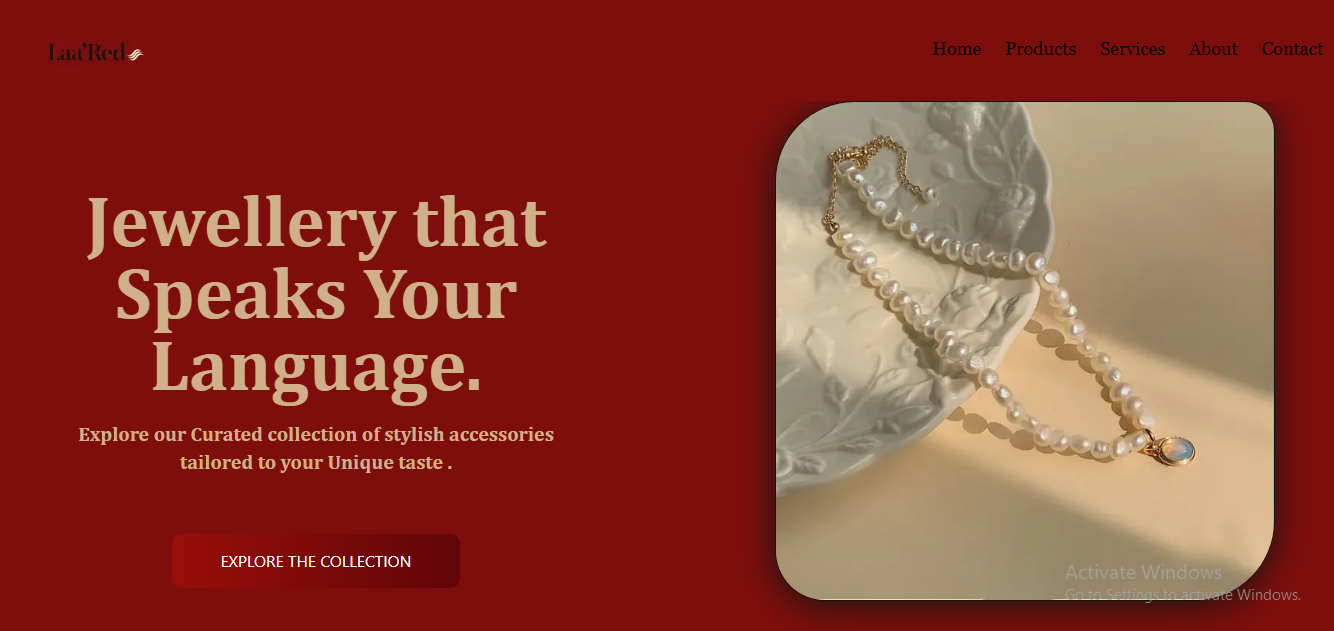 Laa'Red
Home Products Services About Contact
Jewellery that
Speaks Your
Language.
Explore our Curated collection of stylish accessories
tailored to your Unique taste .
EXPLORE THE COLLECTION
Activate Windows
Go to Settings to activate Windows.